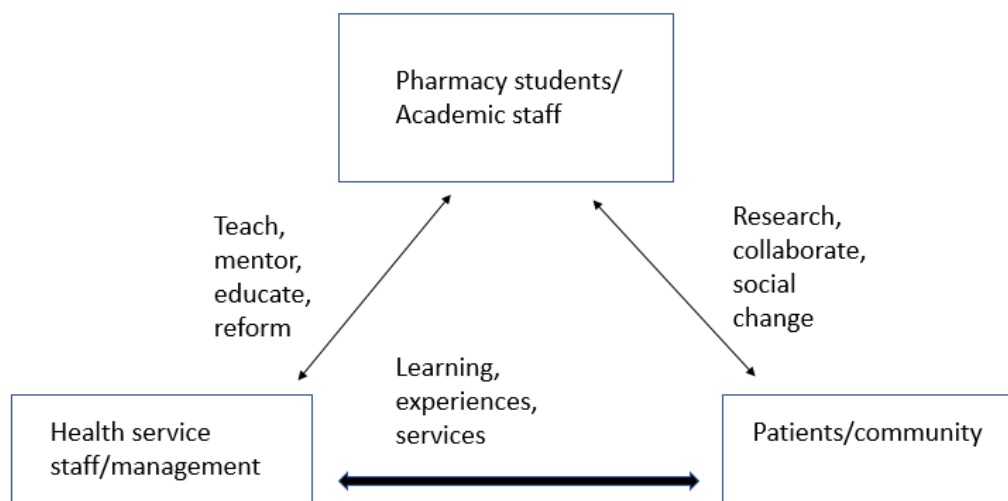 Pharmacy students/
Academic staff
Teach,
mentor,
educate,
reform
Research,
collaborate,
social
change
Learning,
experiences,
services
Health service
staff/management
Patients/community